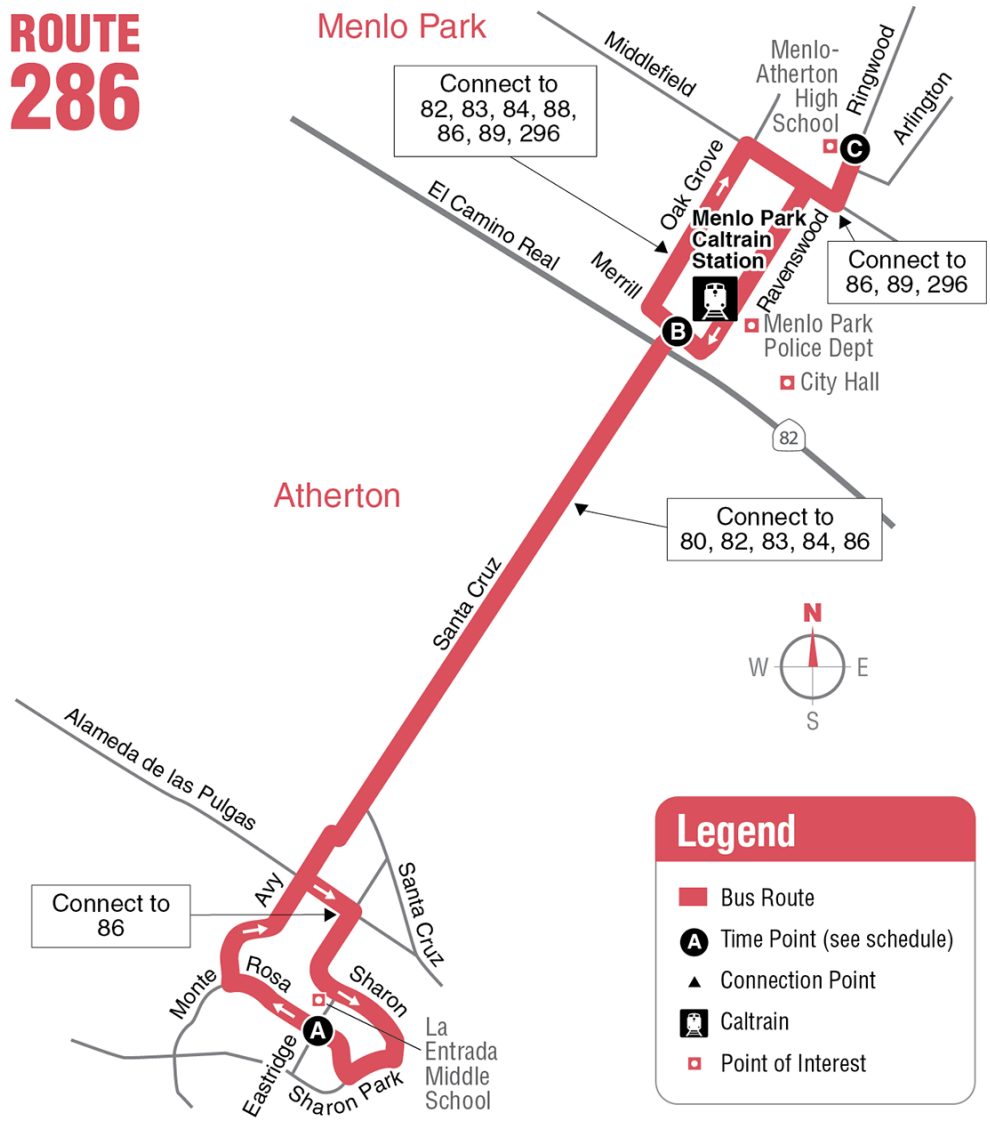 ROUTE
286
Menlo Park
Middlefield
Menlo-
Atherton
High
School
Ringwood
Arlington
C
Connect to
82, 83, 84, 88,
86, 89, 296
El Camino Real
Oak Grove
Merrill
Menlo Park
Caltrain
Station
Ravenswood
Connect to
86, 89, 296
B
Menlo Park
Police Dept
City Hall
82
Atherton
Connect to
80, 82, 83, 84, 86
Santa Cruz
N
W
E
S
Alameda de las Pulgas
Avy
Santa Cruz
Connect to
86
Monte
Rosa
Sharon
A
Eastridge
Sharon Park
La
Entrada
Middle
School
Legend
Bus Route
A
Time Point (see schedule)
Connection Point
Caltrain
Point of Interest